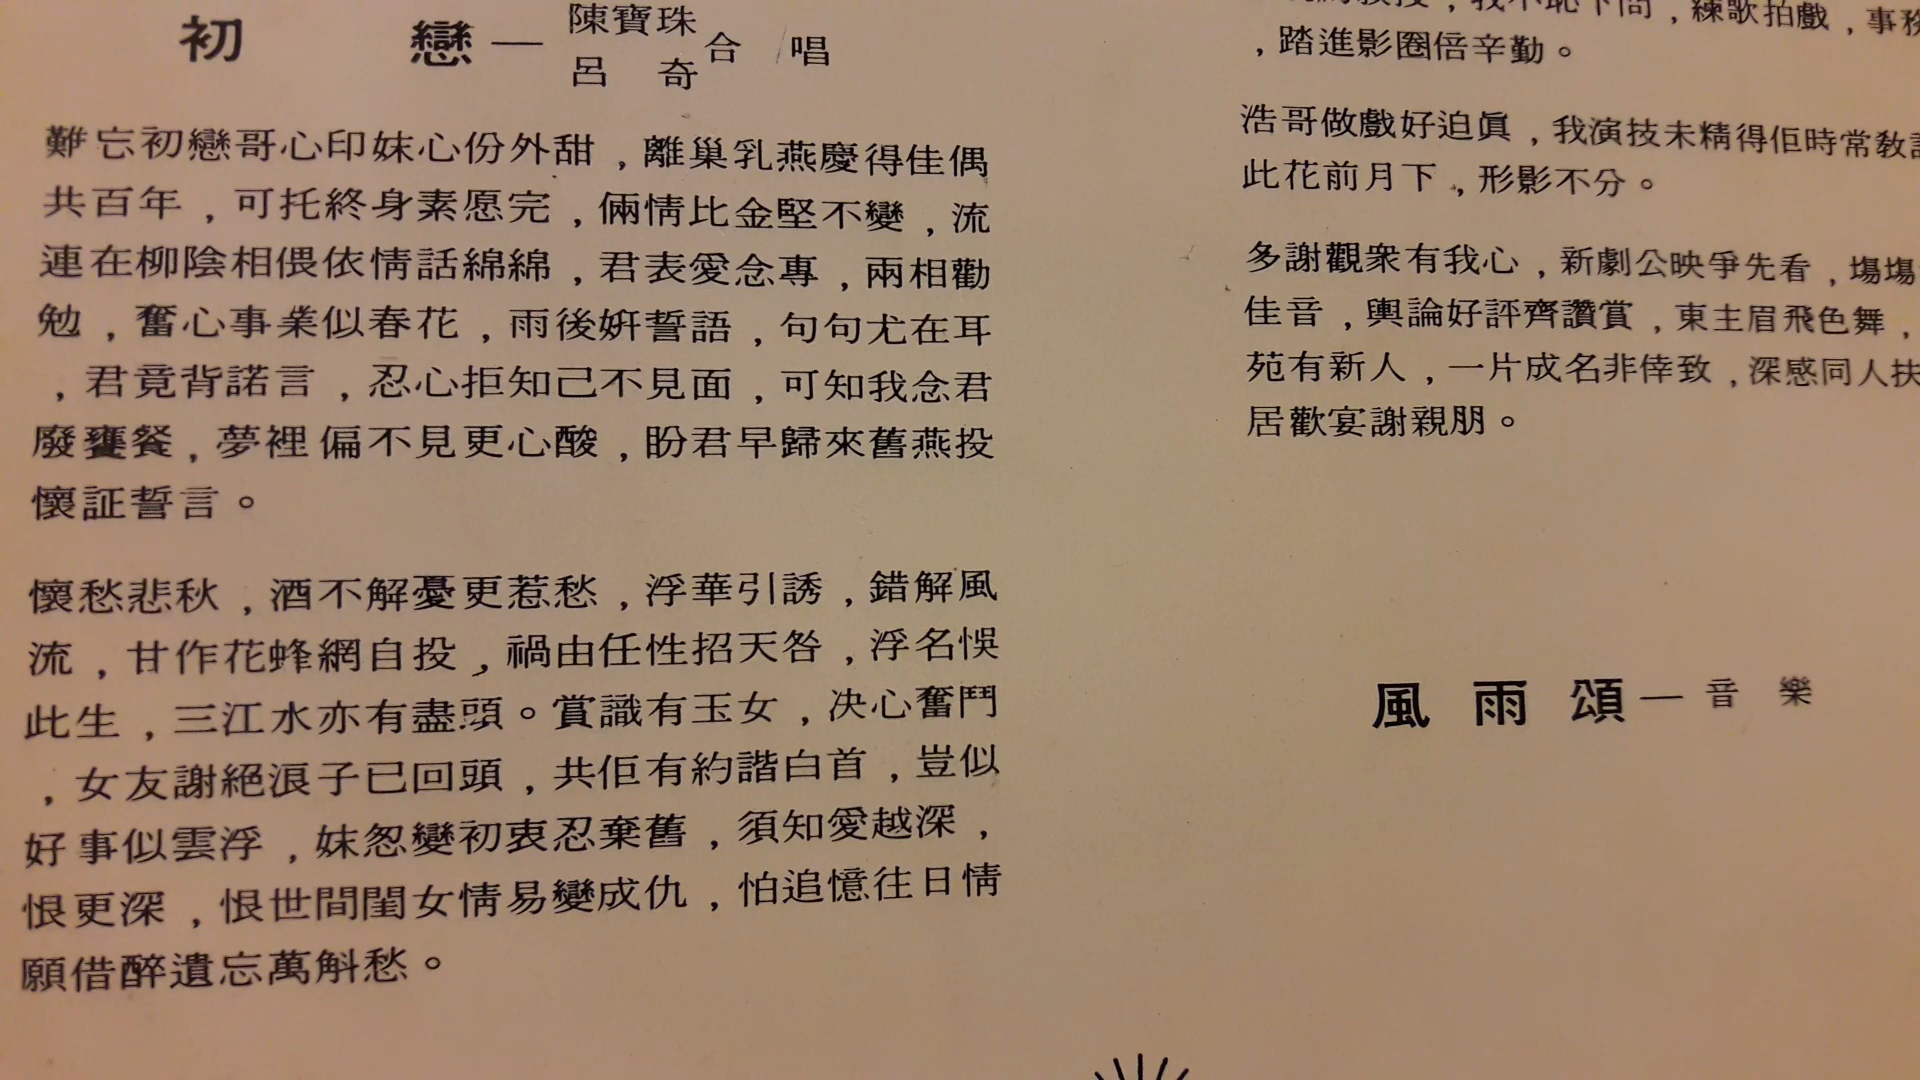 初戀—陳寶珠
呂奇合唱
難忘初戀哥心印妹心份外甜，離巢乳燕慶得佳偶
共百年，可托終身素愿完，倆情比金堅不變，流
連在柳陰相偎依情話綿綿，君表愛念專，兩相勸
勉，奮心事業似春花，雨後姸誓語，句句尤在耳
，君竟背諾言，忍心拒知己不見面，可知我念君
廢饔餐，夢裡偏不見更心酸，盼君早歸來舊燕投
懷証誓言。
懷愁悲秋，酒不解憂更惹愁，浮華引誘，錯解風
流，甘作花蜂網自投，禍由任性招天咎，浮名悞
此生，三江水亦有盡頭。賞識有玉女，决心奮鬥
，女友謝絕浪子已回頭，共佢有約諧白首，豈似
好事似雲浮，妹怱變初衷忍棄舊，須知愛越深，
恨更深，恨世間閨女情易變成仇，怕追憶往日情
願借醉遺忘萬斛愁。
，我不恥下問，練歌拍戲，事務
，踏進影圈倍辛勤。
浩哥做戲好迫眞，我演技未精得佢時常敎
此花前月下，形影不分。
多謝觀衆有我心，新劇公映爭先看，塲塲
佳音，輿論好評齊讚賞，東主眉飛色舞，
苑有新人，一片成名非倖致，深感同人扶
居歡宴謝親朋。
風雨頌—音樂